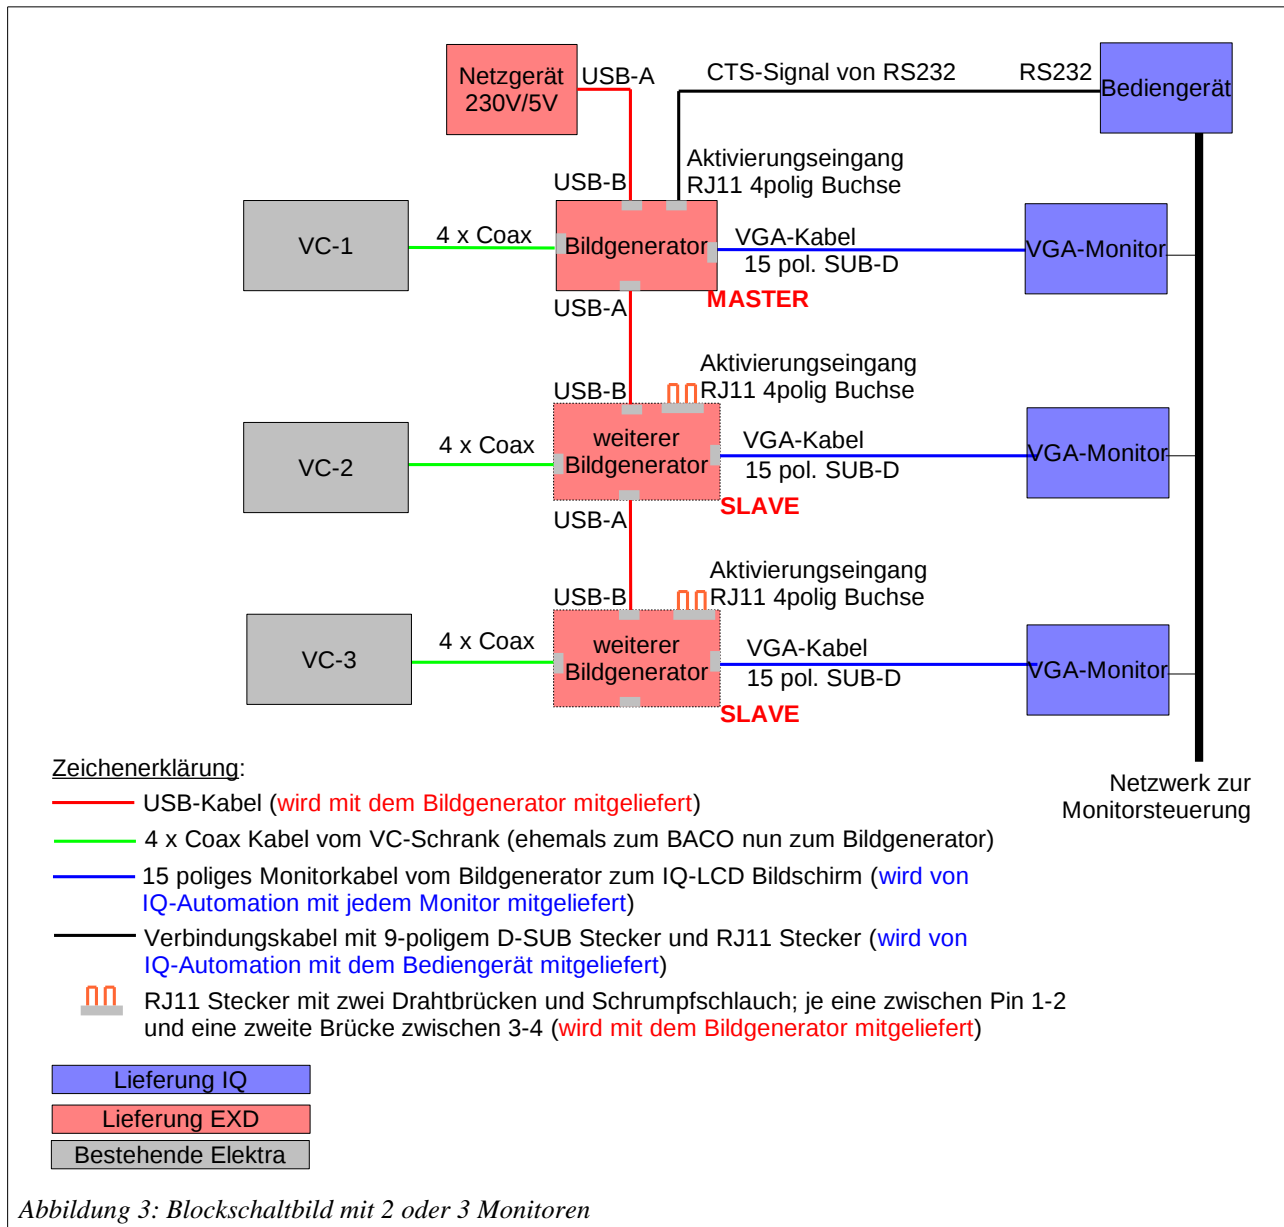 Netzgerät
230V/5V
USB-A
CTS-Signal von RS232
RS232
Bediengerät
Aktivierungseingang
RJ11 4polig Buchse
USB-B
VC-1
4 x Coax
Bildgenerator
VGA-Kabel
15 pol. SUB-D
VGA-Monitor
MASTER
USB-A
Aktivierungseingang
RJ11 4polig Buchse
USB-B
VC-2
4 x Coax
weiterer
Bildgenerator
VGA-Kabel
15 pol. SUB-D
VGA-Monitor
SLAVE
USB-A
Aktivierungseingang
RJ11 4polig Buchse
USB-B
VC-3
4 x Coax
weiterer
Bildgenerator
VGA-Kabel
15 pol. SUB-D
VGA-Monitor
SLAVE
Netzwerk zur
Monitorsteuerung
Zeichenerklärung:
USB-Kabel (wird mit dem Bildgenerator mitgeliefert)
4 x Coax Kabel vom VC-Schrank (ehemals zum BACO nun zum Bildgenerator)
15 poliges Monitorkabel vom Bildgenerator zum IQ-LCD Bildschirm (wird von
IQ-Automation mit jedem Monitor mitgeliefert)
Verbindungskabel mit 9-poligem D-SUB Stecker und RJ11 Stecker (wird von
IQ-Automation mit dem Bediengerät mitgeliefert)
RJ11 Stecker mit zwei Drahtbrücken und Schrumpfschlauch; je eine zwischen Pin 1-2
und eine zweite Brücke zwischen 3-4 (wird mit dem Bildgenerator mitgeliefert)
Lieferung IQ
Lieferung EXD
Bestehende Elektra
Abbildung 3: Blockschaltbild mit 2 oder 3 Monitoren